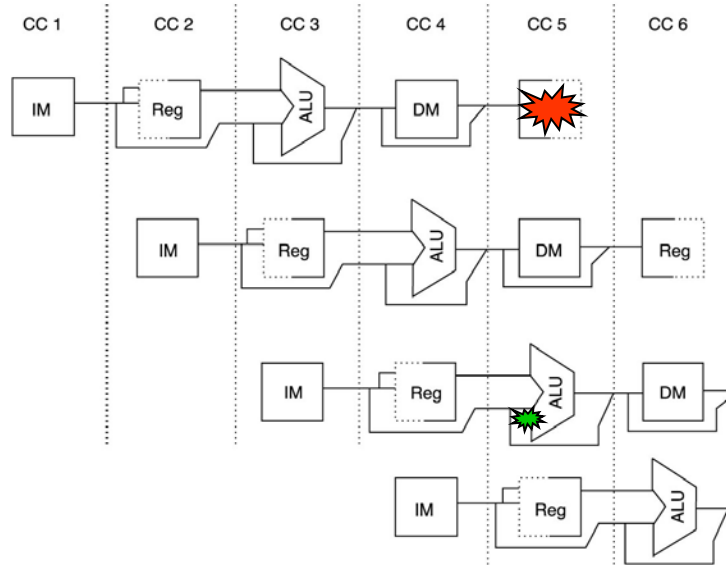 CC 1 CC 2 CC 3 CC 4 CC 5 CC 6
IM Reg ALU DM
IM Reg ALU DM Reg
IM Reg ALU DM
IM Reg ALU